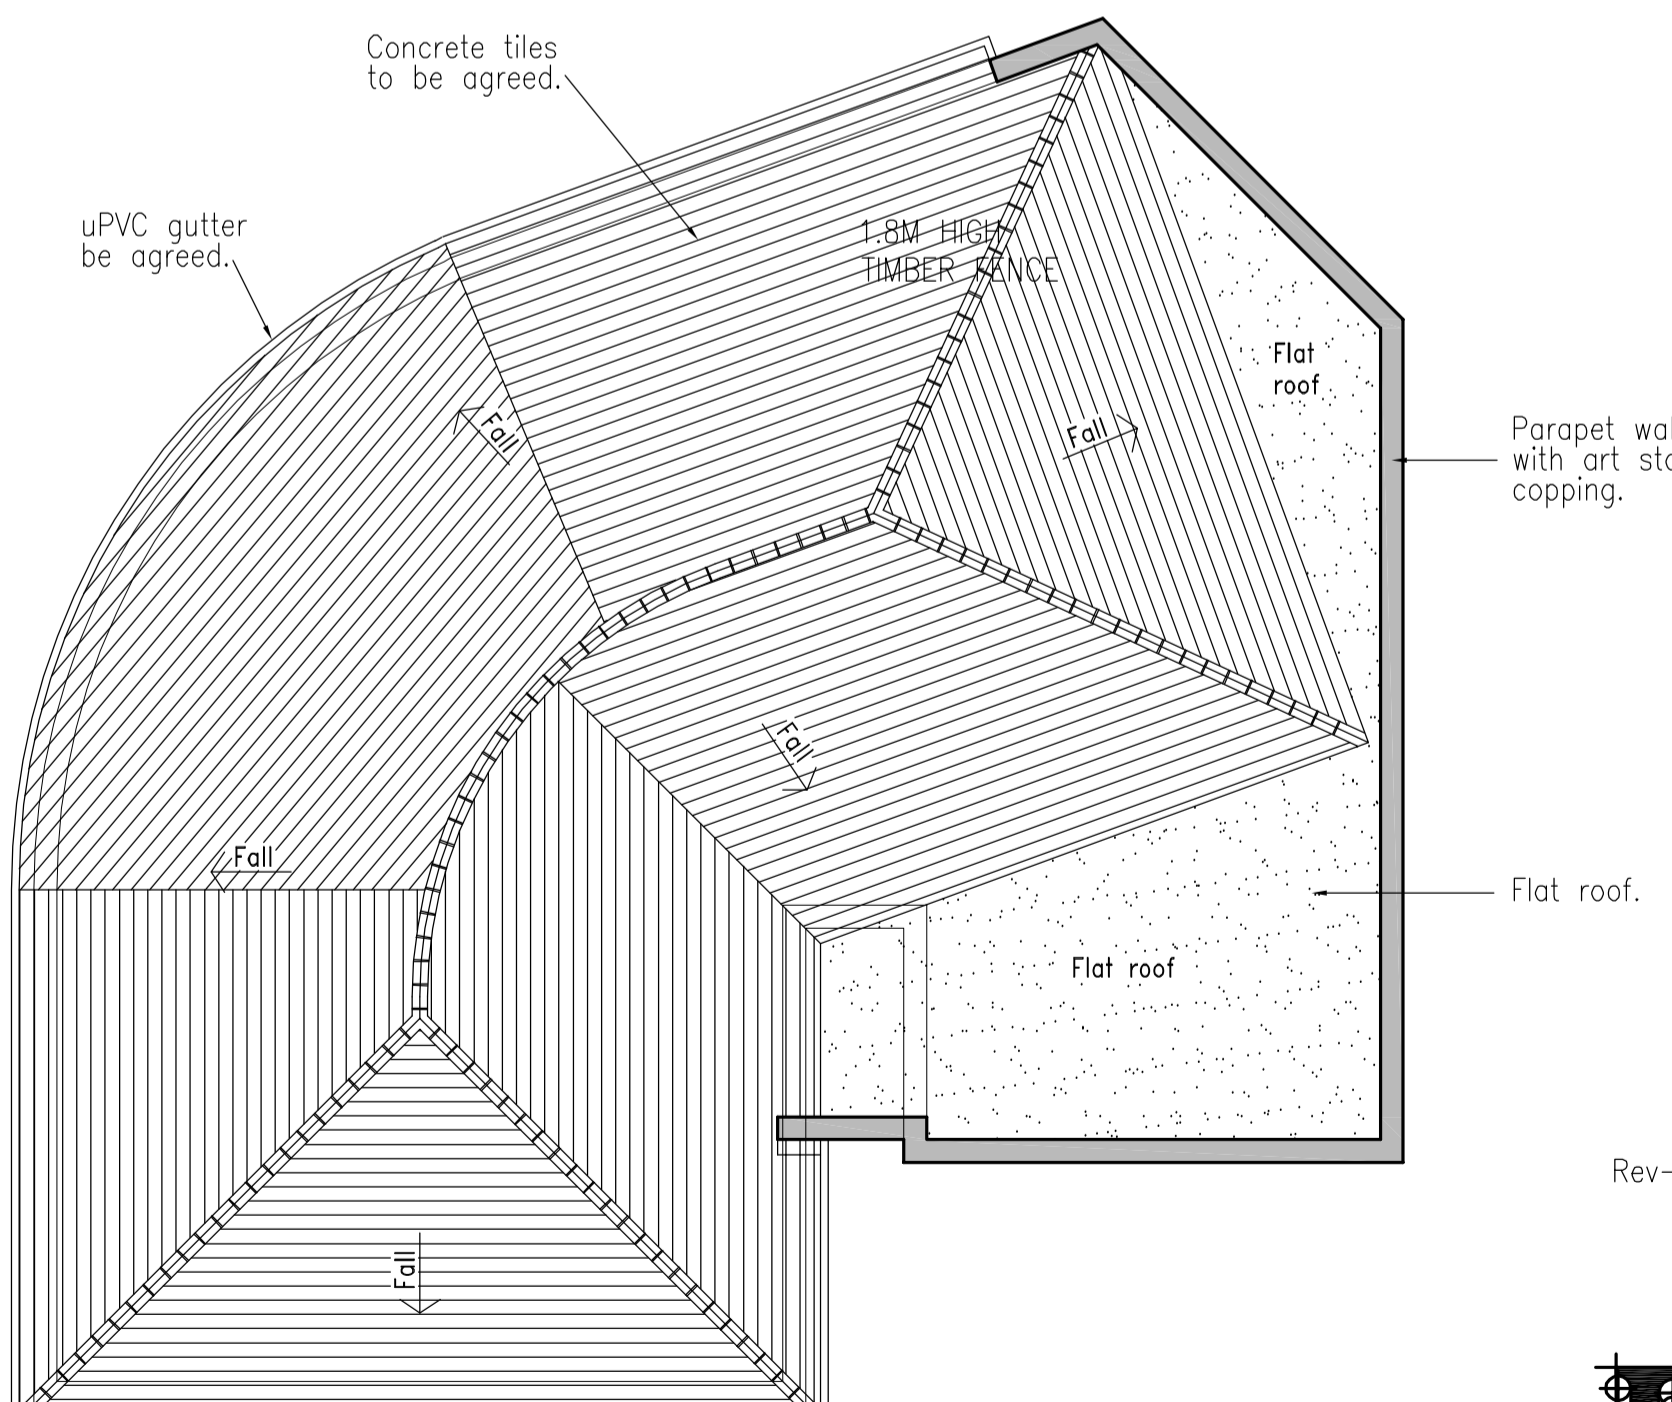 Concrete tiles
to be agreed.
uPVC gutter
be agreed.
1.8M HIGH
TIMBER FENCE
Flat
roof
Fall
Fall
Parapet wal
with art sto
copping.
Fall
Fall
Flat roof.
Flat roof
Rev-
Fall